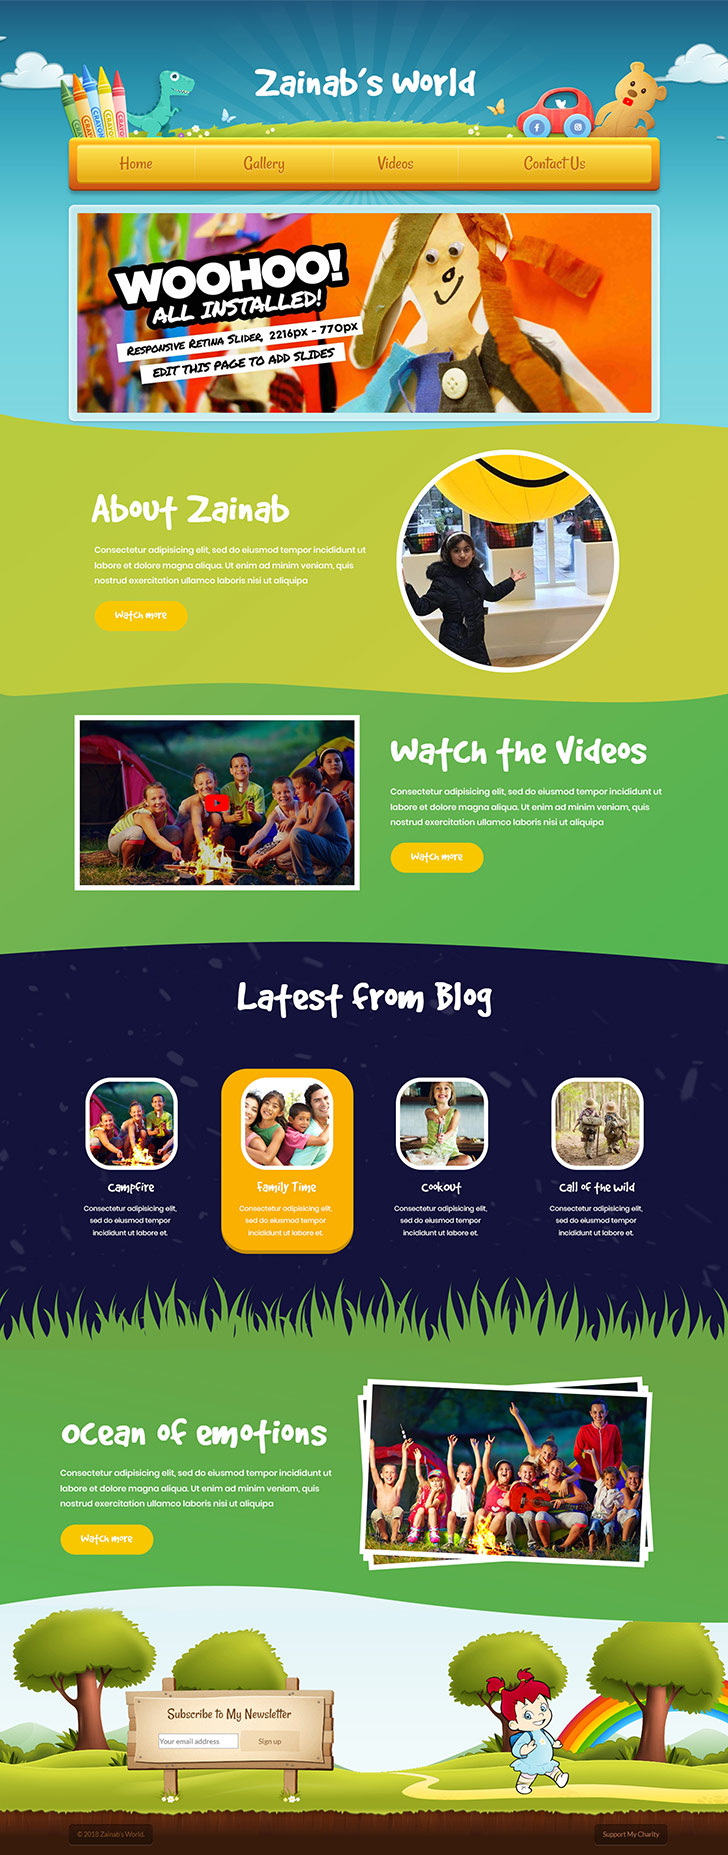 Zainab's World
CRAYON CRAYON CRAYON CRAYON
Home Gallery Videos Contact Us
WOOHOO!
ALL INSTALLED!
RESPONSIVE RETINA SLIDER, 2216PX - 770PX
EDIT THIS PAGE TO ADD SLIDES
About Zainab
Consectetur adipisicing elit, sed do eiusmod tempor incididunt ut
labore et dolore magna aliqua. Ut enim ad minim veniam, quis
nostrud exercitation ullamco laboris nisi ut aliquipa
Watch more
Watch the Videos
Consectetur adipisicing elit, sed do eiusmod tempor incididunt ut
labore et dolore magna aliqua. Ut enim ad minim veniam, quis
nostrud exercitation ullamco laboris nisi ut aliquipa
Watch more
Latest from Blog
Campfire
Consectetur adipisicing elit,
sed do eiusmod tempor
incididunt ut labore et.
Family Time
Consectetur adipisicing elit,
sed do eiusmod tempor
incididunt ut labore et.
Cookout
Consectetur adipisicing elit,
sed do eiusmod tempor
incididunt ut labore et.
Call of the Wild
Consectetur adipisicing elit,
sed do eiusmod tempor
incididunt ut labore et.
Ocean of emotions
Consectetur adipisicing elit, sed do eiusmod tempor incididunt ut
labore et dolore magna aliqua. Ut enim ad minim veniam, quis
nostrud exercitation ullamco laboris nisi ut aliquipa
Watch more
Subscribe to My Newsletter
Your email address Sign up
© 2018 Zainab's World. Support My Charity